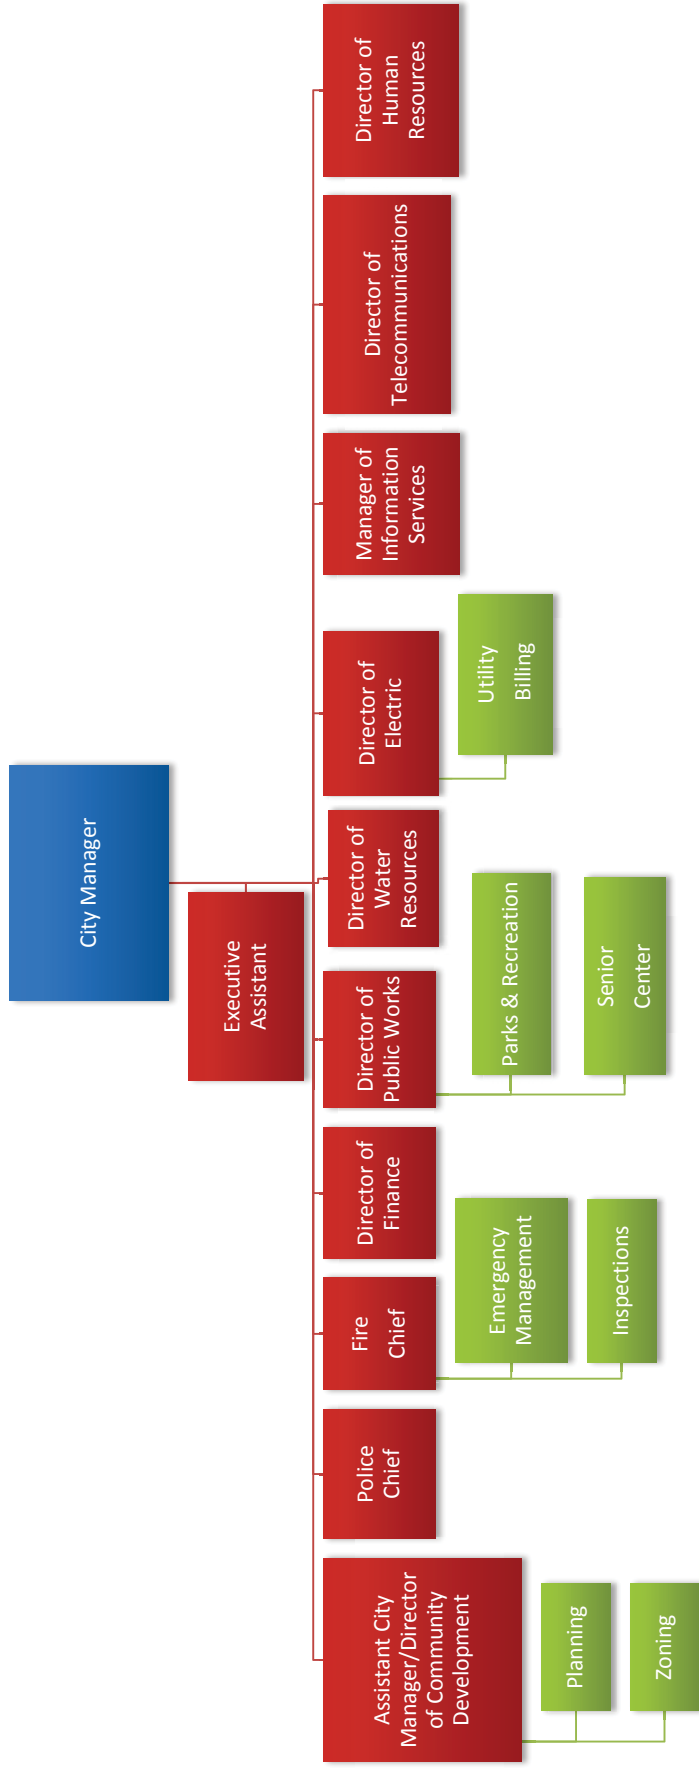 City Manager
Executive
Assistant
Assistant City
Manager/Director
of Community
Development
Planning
Zoning
Police
Chief
Fire
Chief
Emergency
Management
Inspections
Director of
Finance
Director of
Public Works
Parks & Recreation
Senior
Center
Director of
Water
Resources
Director of
Electric
Utility
Billing
Manager of
Information
Services
Director of
Telecommunications
Director of
Human
Resources